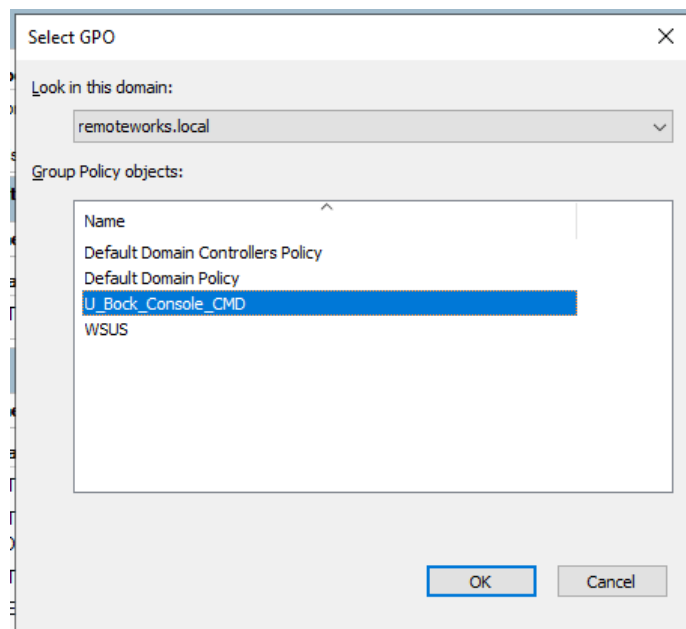 Select GPO
Look in this domain:
remoteworks.local
Group Policy objects:
Name
Default Domain Controllers Policy
Default Domain Policy
U_Bock_Console_CMD
WSUS
OK
Cancel